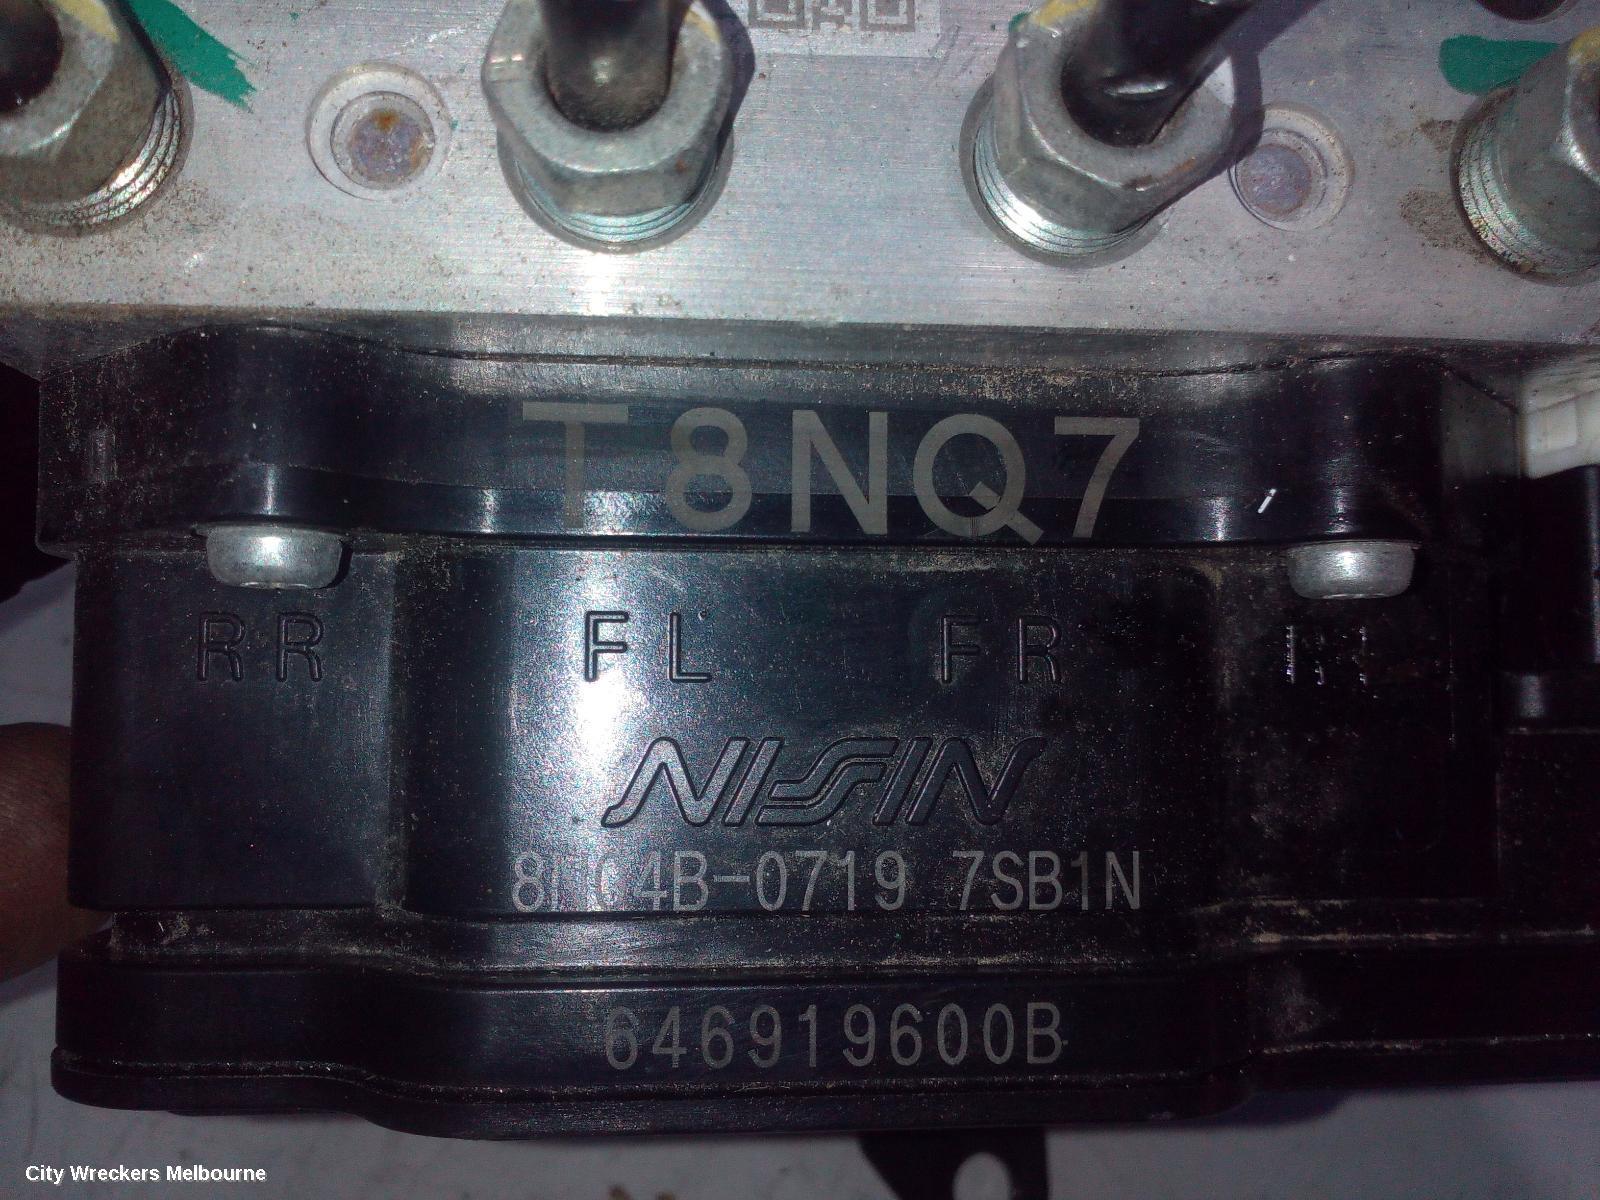 T8NQ7
RR FL FR
NISSIN
7SB1N
646919600B
City Wreckers Melbourne